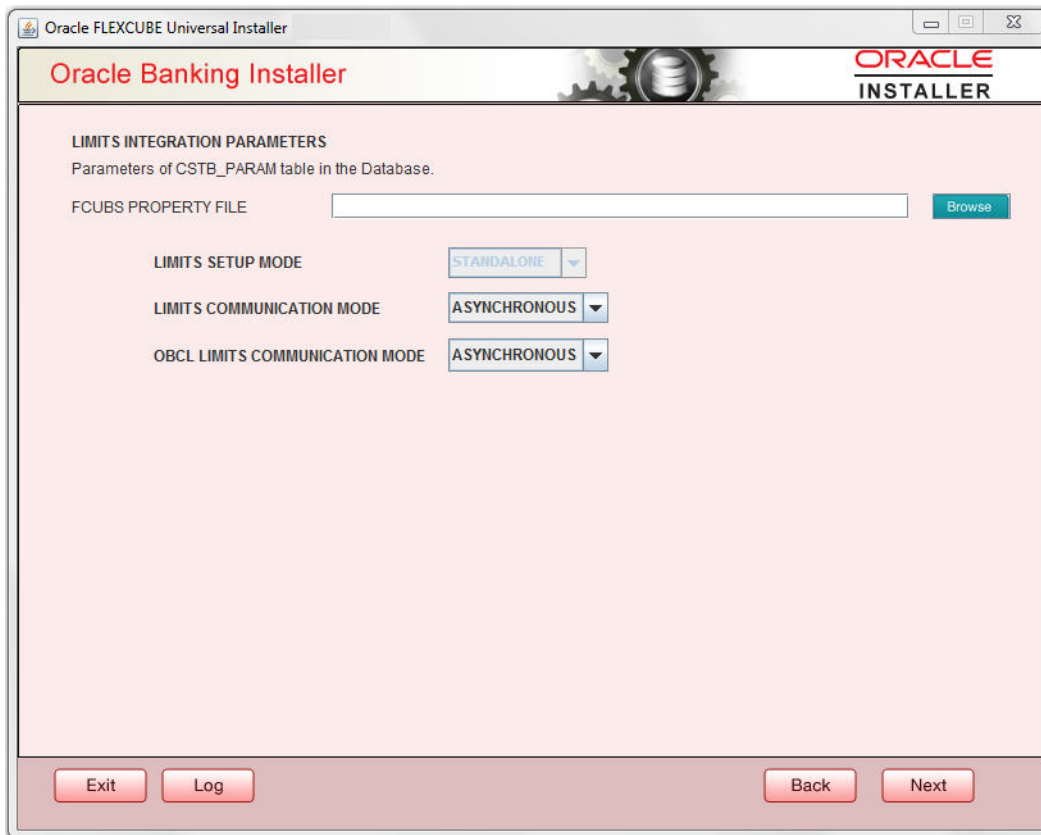 Oracle FLEXCUBE Universal Installer
Oracle Banking Installer
ORACLE
INSTALLER
LIMITS INTEGRATION PARAMETERS
Parameters of CSTB_PARAM table in the Database.
FCUBS PROPERTY FILE
Browse
LIMITS SETUP MODE STANDALONE
LIMITS COMMUNICATION MODE ASYNCHRONOUS
OBCL LIMITS COMMUNICATION MODE ASYNCHRONOUS
Exit Log Back Next